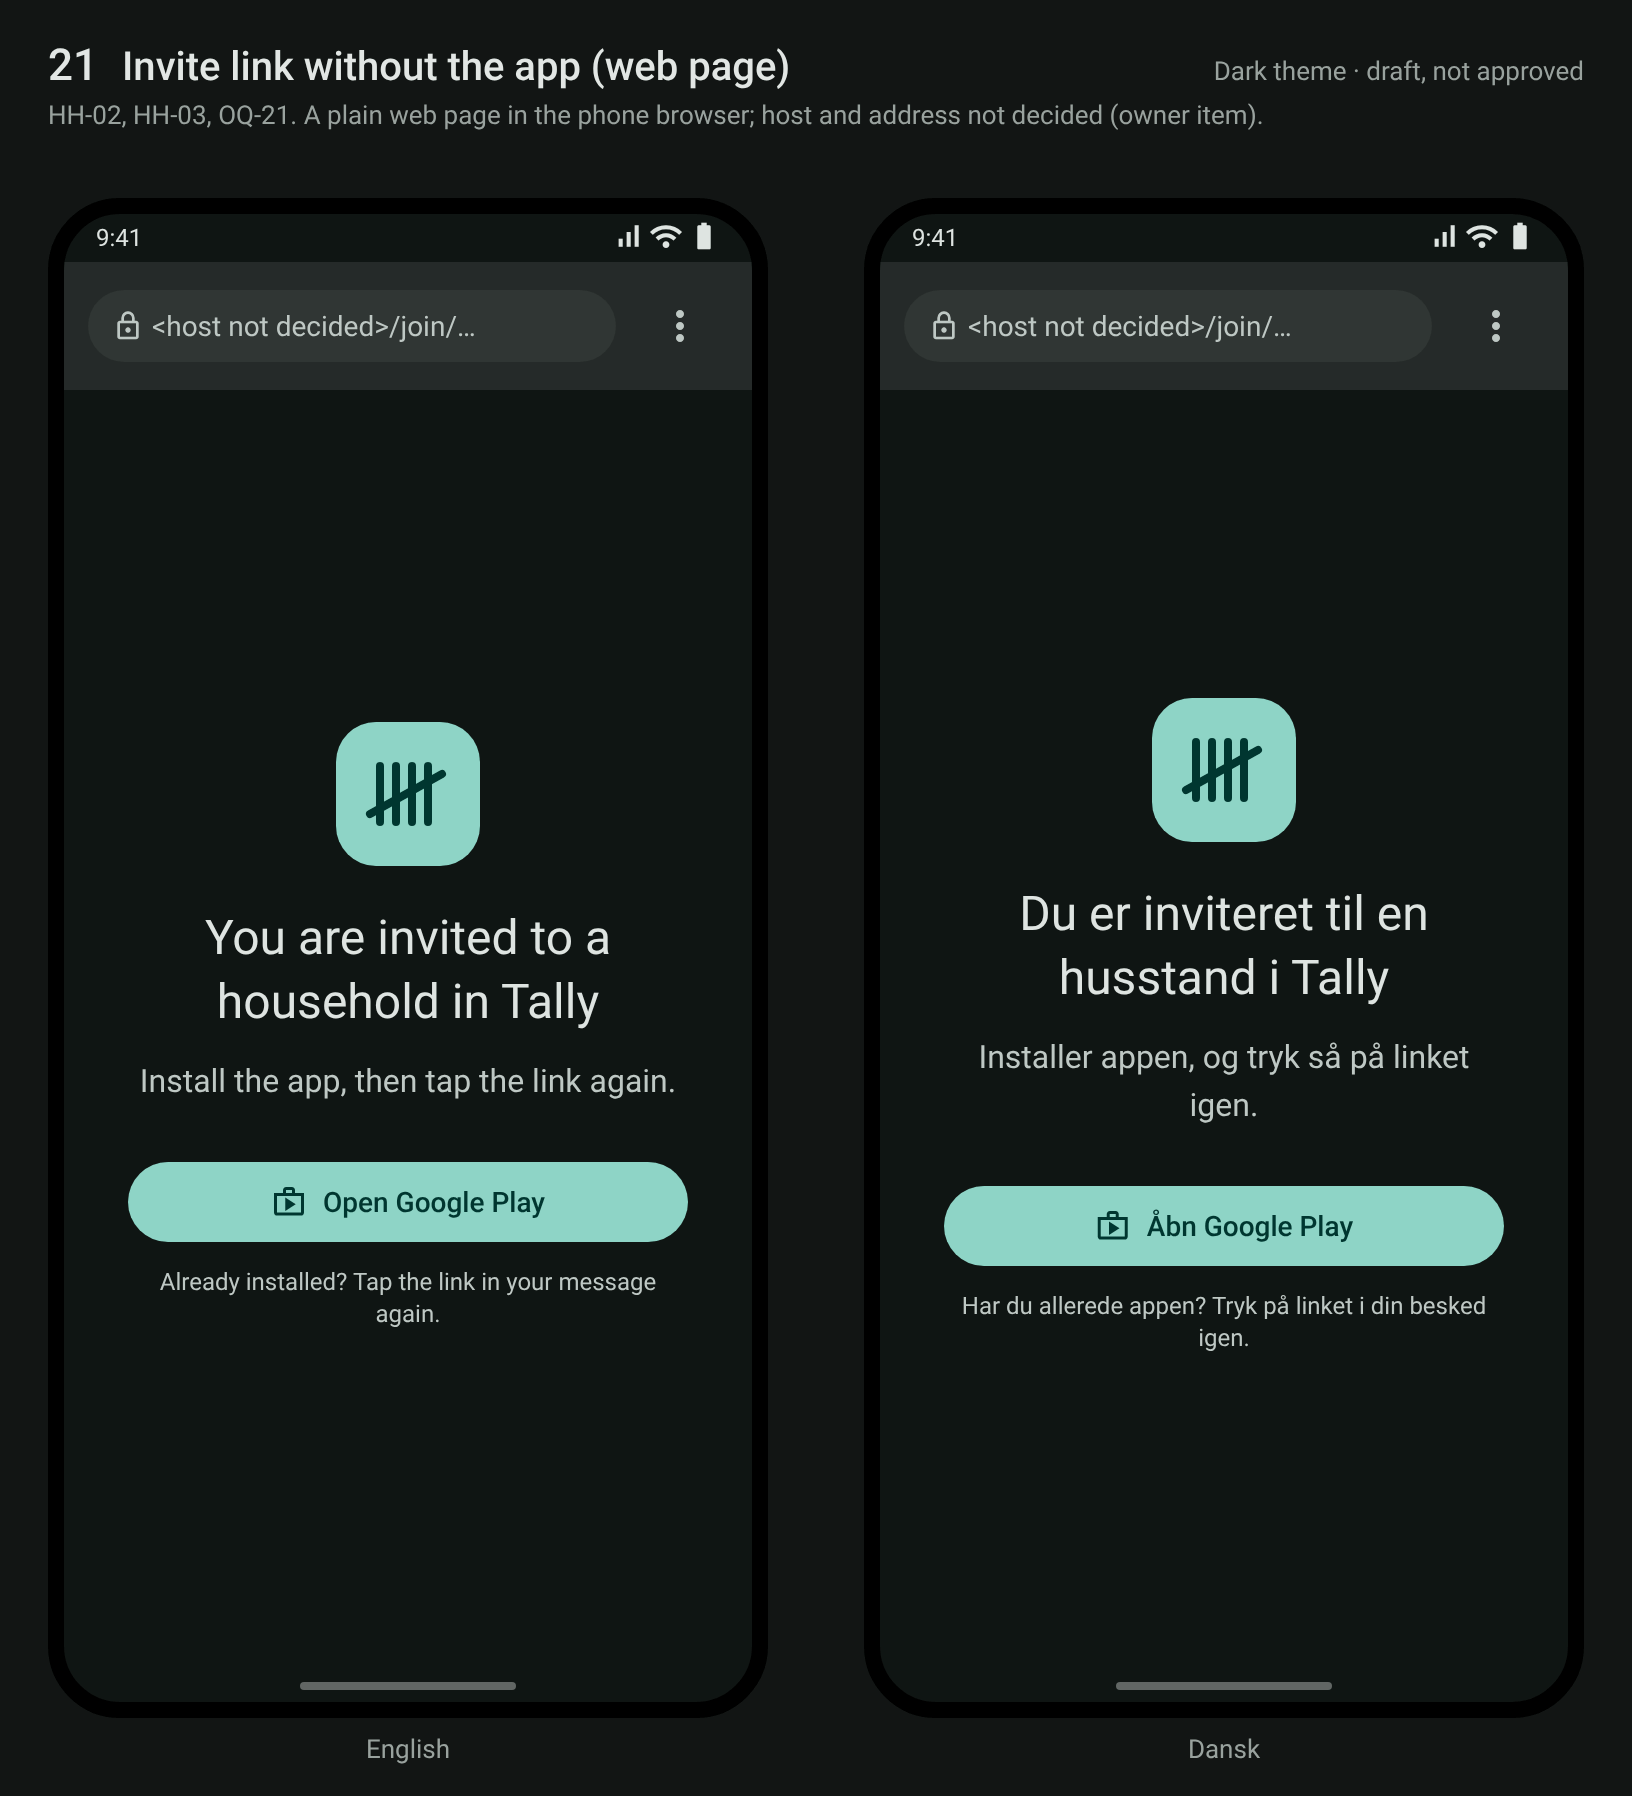 21 Invite link without the app (web page)
Dark theme · draft, not approved
HH-02, HH-03, OQ-21. A plain web page in the phone browser; host and address not decided (owner item).
9:41
<host not decided>/join/…
You are invited to a
household in Tally
Install the app, then tap the link again.
Open Google Play
Already installed? Tap the link in your message
again.
English
9:41
<host not decided>/join/…
Du er inviteret til en
husstand i Tally
Installer appen, og tryk så på linket
igen.
Åbn Google Play
Har du allerede appen? Tryk på linket i din besked
igen.
Dansk